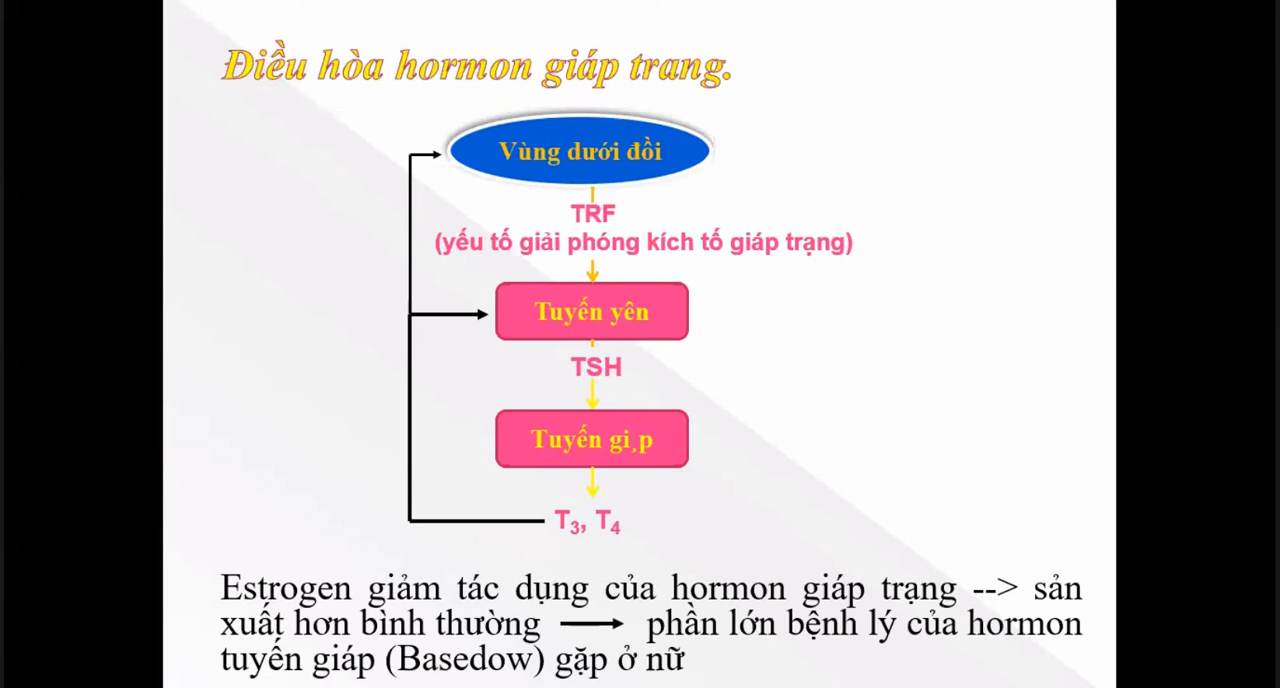 Điều hòa hormon giáp trang.
Vùng dưới đồi
TRF
(yếu tố giải phóng kích tố giáp trạng)
Tuyến yên
TSH
Tuyến gi¸p
T₃, T₄
Estrogen giảm tác dụng của hormon giáp trạng --> sản
xuất hơn bình thường → phần lớn bệnh lý của hormon
tuyến giáp (Basedow) gặp ở nữ